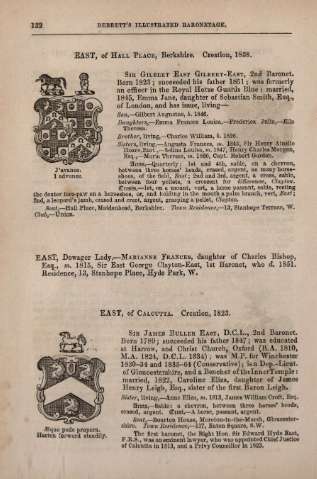 122 DEBRETT'S ILLUSTRATED BARONETAGE.
EAST, of HALL PLACE, Berkshire. Creation, 1838.
SIR GILBERT EAST GILBERT-EAST, 2nd Baronet.
Born 1823; succeeded his father 1851; was formerly
an officer in the Royal Horse Guards Blue: married,
1845, Emma Jane, daughter of Sebastian Smith, Esq.,
of London, and has issue, living—
Son,—Gilbert Augustus, b. 1846.
Daughters,—Emma Frances Louisa,—Frederica
Theresa.
Brother, living,—Charles William, b. 1826.
Sisters, living,—Augusta Frances, m. 1843, Sir Henry Ainslie
Hoare Bart.,—Selina Louisa, m. 1847, Henry Charles Morgan,
Esq.,—Maria Theresa, m. 1860, Capt. Robert Gordon.
Arms,—Quarterly: 1st and 4th, sable, on a chevron,
between three horses' heads, erased, argent, as many horse-
shoes, of the field, East; 2nd and 3rd, argent, a cross, sable,
between four pellets, a crescent for difference, Clayton.
Crests,—1st, on a mount, vert, a horse passant, sable, resting
the dexter fore-paw on a horseshoe, or, and holding in the mouth a palm branch, vert, East;
2nd, a leopard's jamb, erased and erect, argent, grasping a pellet, Clayton.
Seat,—Hall Place, Maidenhead, Berkshire. Town Residence,—13, Stanhope Terrace, W.
Club,—Union.
J'avance.
I advance.
EAST, Dowager Lady,—MARIANNE FRANCES, daughter of Charles Bishop,
Esq., m. 1815, Sir East George Clayton-East, 1st Baronet, who d. 1851.
Residence, 13, Stanhope Place, Hyde Park, W.
EAST, of CALCUTTA. Creation, 1823.
SIR JAMES BULLER EAST, D.C.L., 2nd Baronet.
Born 1789; succeeded his father 1847; was educated
at Harrow, and Christ Church, Oxford (B.A. 1810,
M.A. 1824, D.C.L. 1834); was M.P. for Winchester
1830-34 and 1835-64 (Conservative); is a Dep.-Lieut.
of Gloucestershire, and a Bencher of the Inner Temple:
married, 1822, Caroline Eliza, daughter of James
Henry Leigh, Esq., sister of the first Baron Leigh.
Sister, living,—Anne Eliza, m. 1813, James William Croft, Esq.
Arms,—Sable: a chevron, between three horses' heads,
erased, argent. Crest,—A horse, passant, argent.
Seat,—Bourton House, Moreton-in-the-Marsh, Gloucester-
shire. Town Residence,—117, Eaton Square, S.W.
The first baronet, the Right Hon. Sir Edward Hyde East,
F.R.S., was an eminent lawyer, who was appointed Chief Justice
of Calcutta in 1813, and a Privy Councillor in 1823.
Æquo pede propera.
Hasten forward steadily.